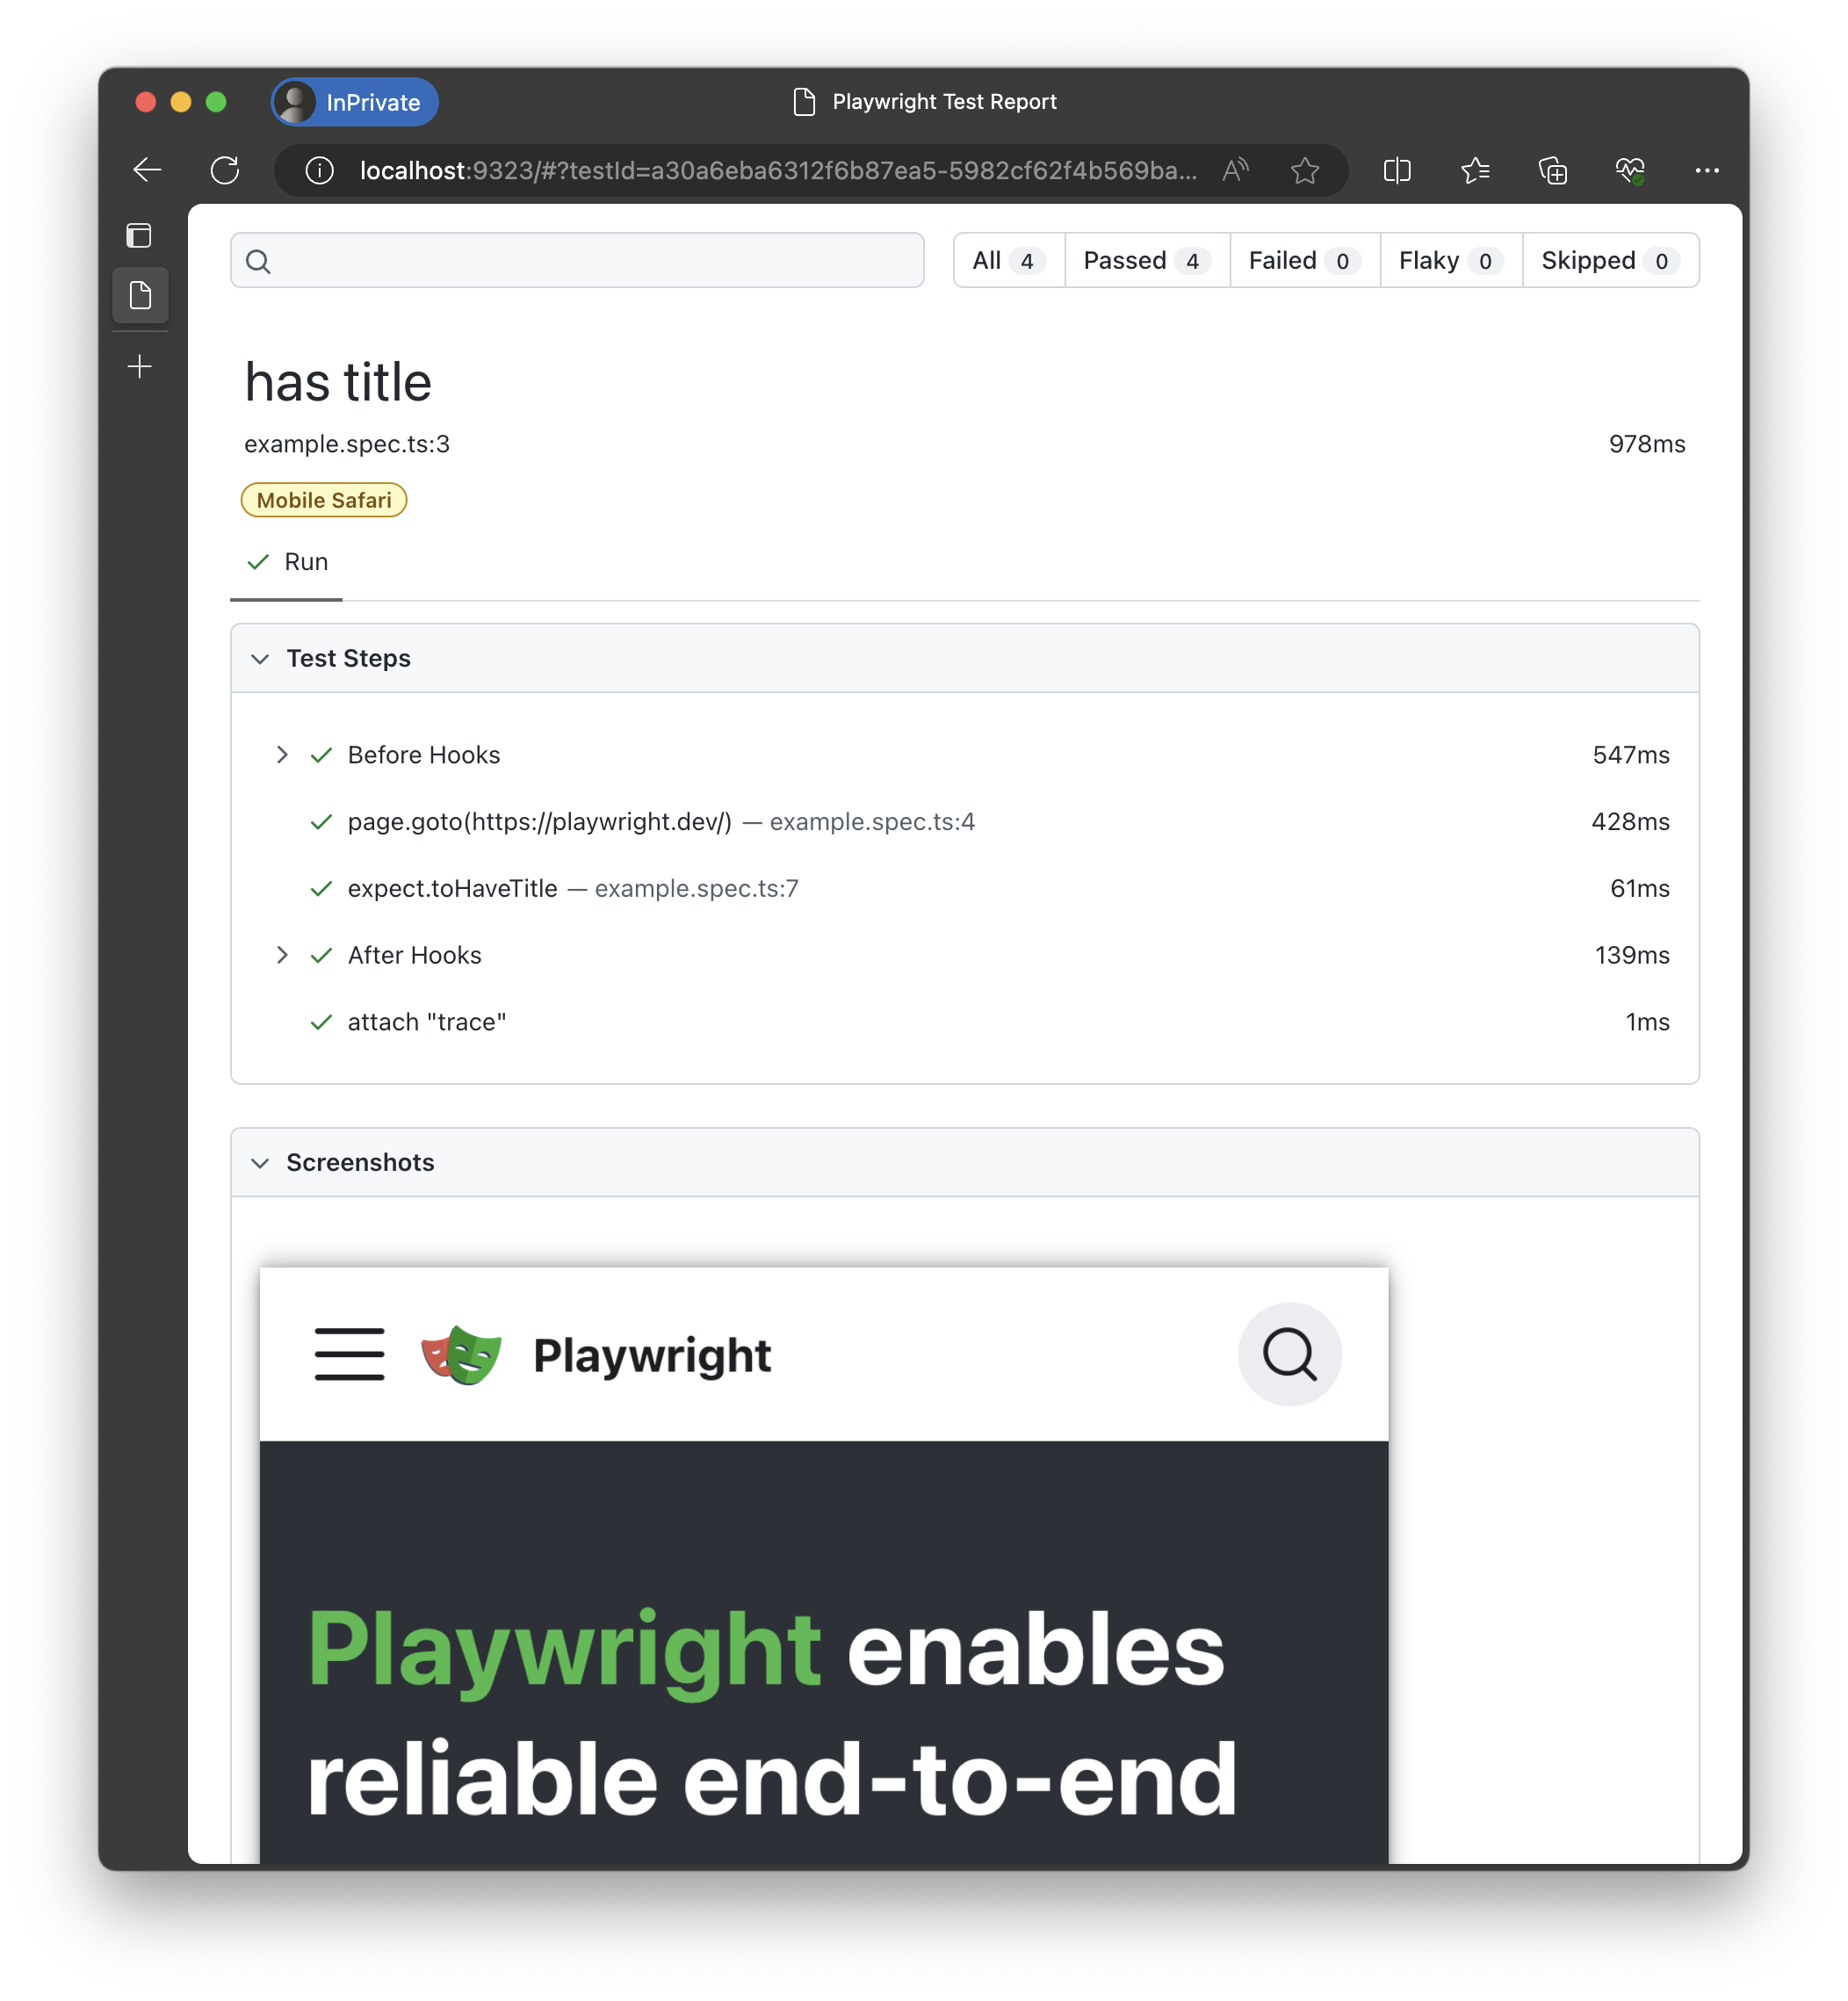 InPrivate
Playwright Test Report
localhost:9323/#?testId=a30a6eba6312f6b87ea5-5982cf62f4b569ba...
All 4 Passed 4 Failed 0 Flaky 0 Skipped 0
has title
example.spec.ts:3 978ms
Mobile Safari
Run
Test Steps
Before Hooks 547ms
page.goto(https://playwright.dev/) — example.spec.ts:4 428ms
expect.toHaveTitle — example.spec.ts:7 61ms
After Hooks 139ms
attach "trace" 1ms
Screenshots
Playwright
Playwright enables
reliable end-to-end